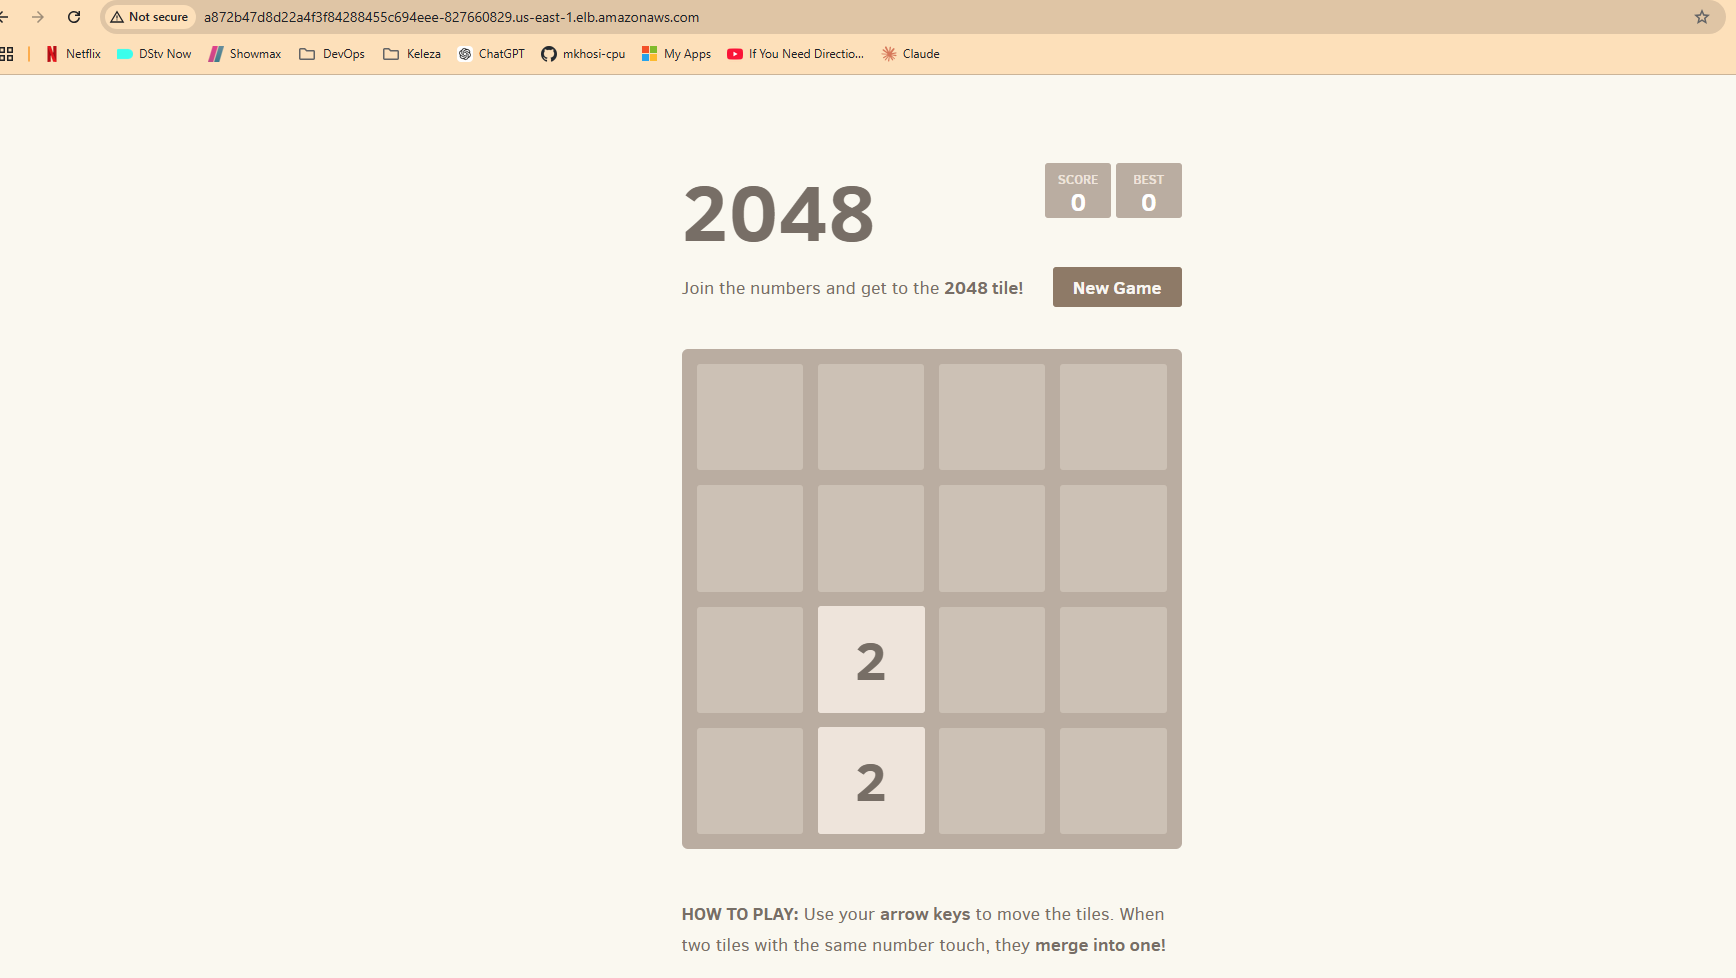 Not secure a872b47d8d22a4f3f84288455c694eee-827660829.us-east-1.elb.amazonaws.com
Netflix DStv Now Showmax DevOps Keleza ChatGPT mkhosi-cpu My Apps If You Need Directio... Claude
2048
SCORE BEST
0 0
Join the numbers and get to the 2048 tile!
New Game
2
2
HOW TO PLAY: Use your arrow keys to move the tiles. When
two tiles with the same number touch, they merge into one!